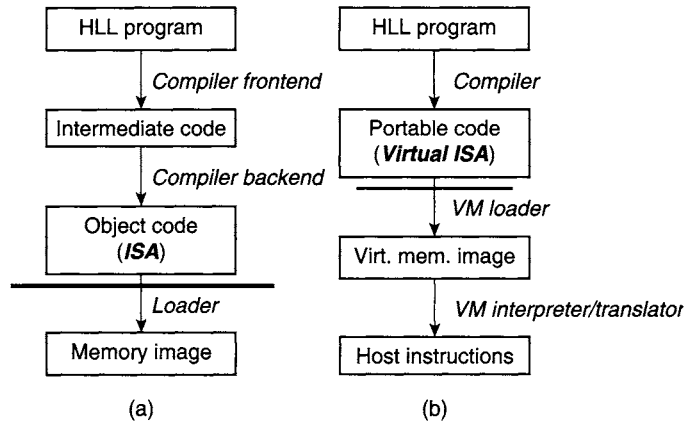 HLL program
Compiler frontend
Intermediate code
Compiler backend
Object code
(ISA)
Loader
Memory image
(a)
HLL program
Compiler
Portable code
(Virtual ISA)
VM loader
Virt. mem. image
VM interpreter/translator
Host instructions
(b)